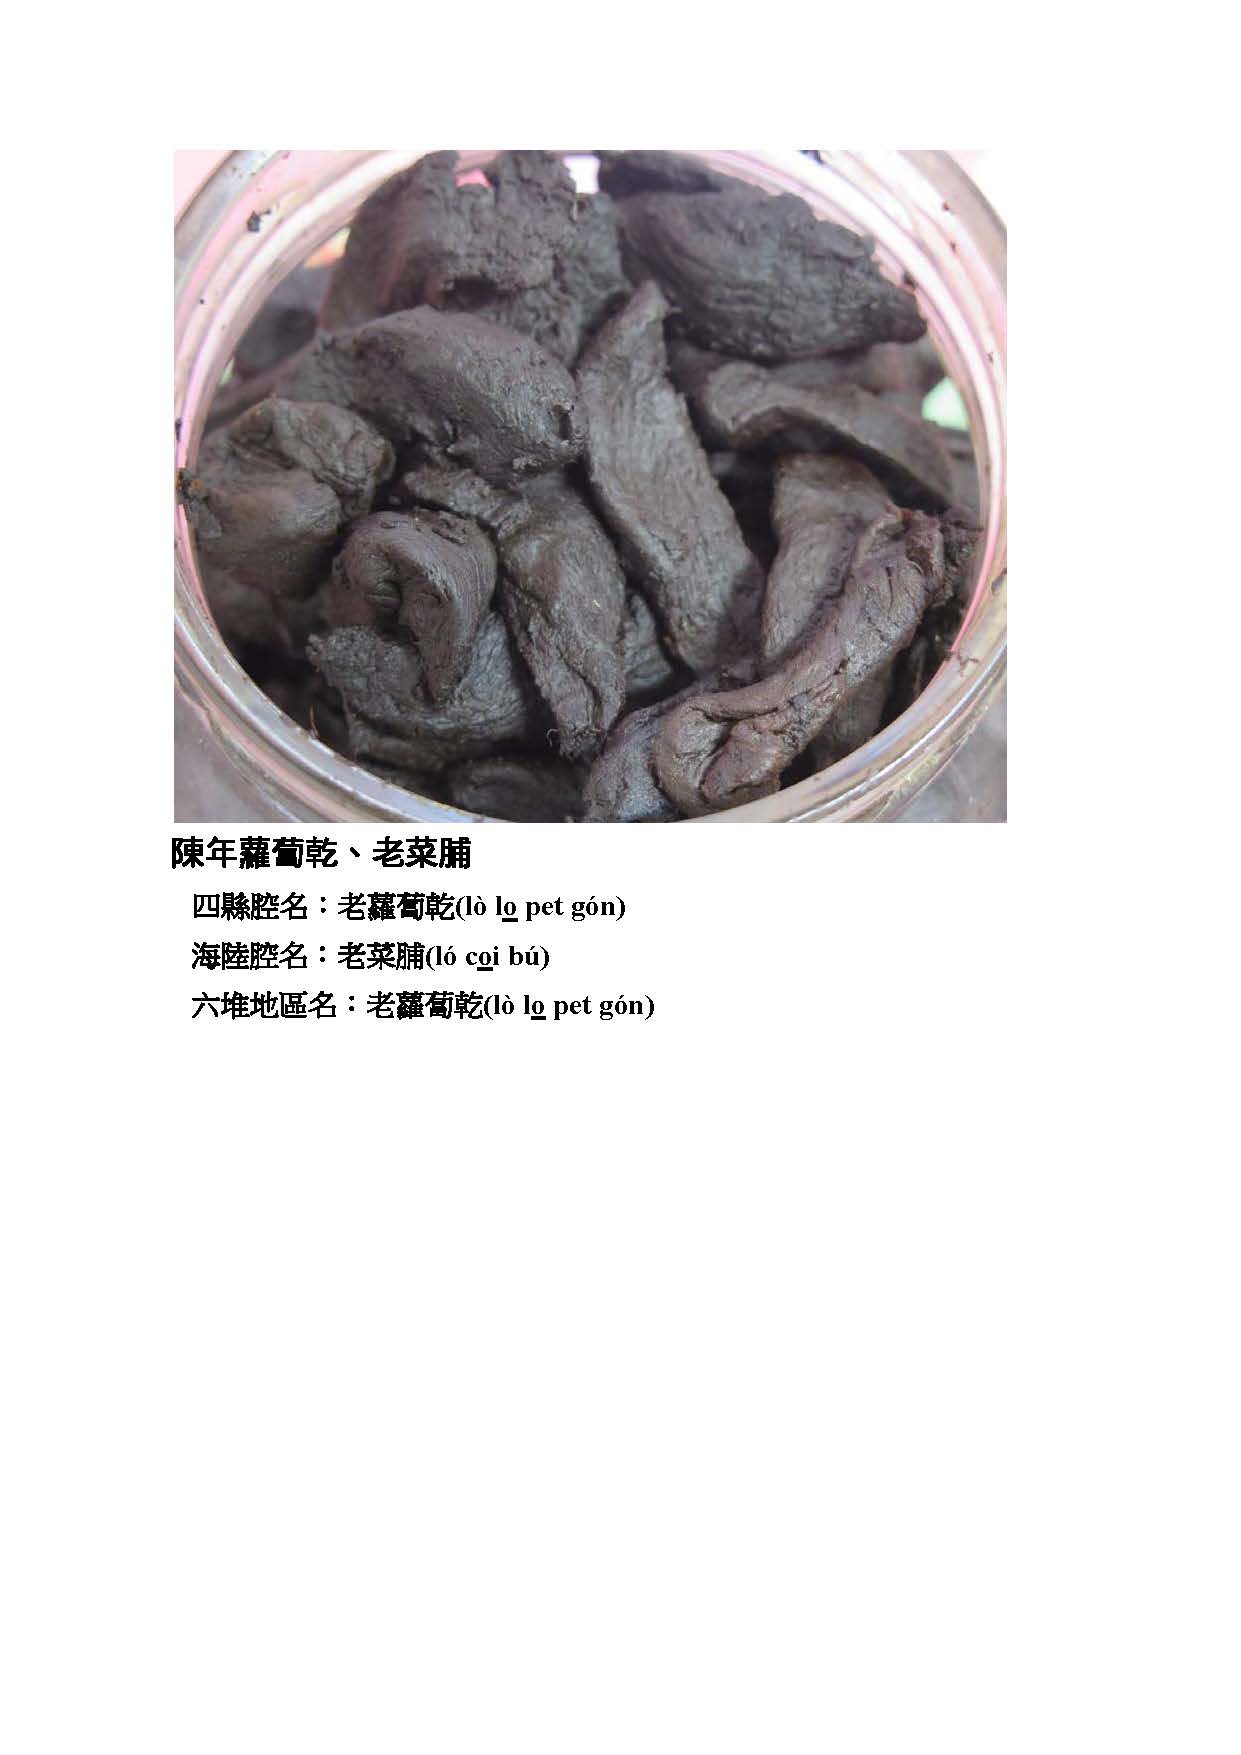 陳年蘿蔔乾、老菜脯
四縣腔名：老蘿蔔乾(lò lo̲ pet gón)
海陸腔名：老菜脯(ló co̲i bú)
六堆地區名：老蘿蔔乾(lò lo̲ pet gón)